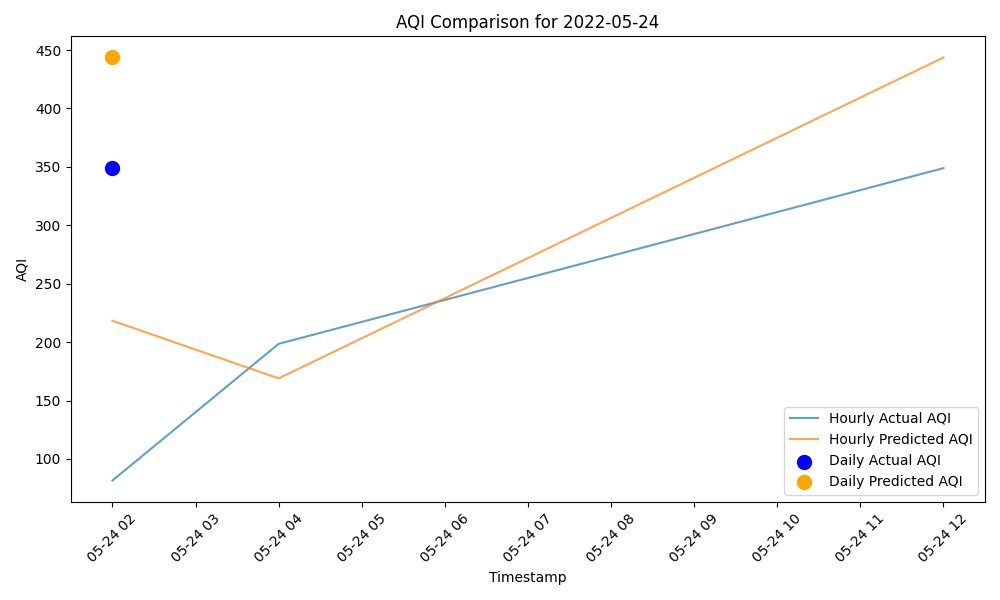 AQI Comparison for 2022-05-24
AQI
450
400
350
300
250
200
150
100
05-24 02
05-24 03
05-24 04
05-24 05
05-24 06
05-24 07
05-24 08
05-24 09
05-24 10
05-24 11
05-24 12
Timestamp
Hourly Actual AQI
Hourly Predicted AQI
Daily Actual AQI
Daily Predicted AQI